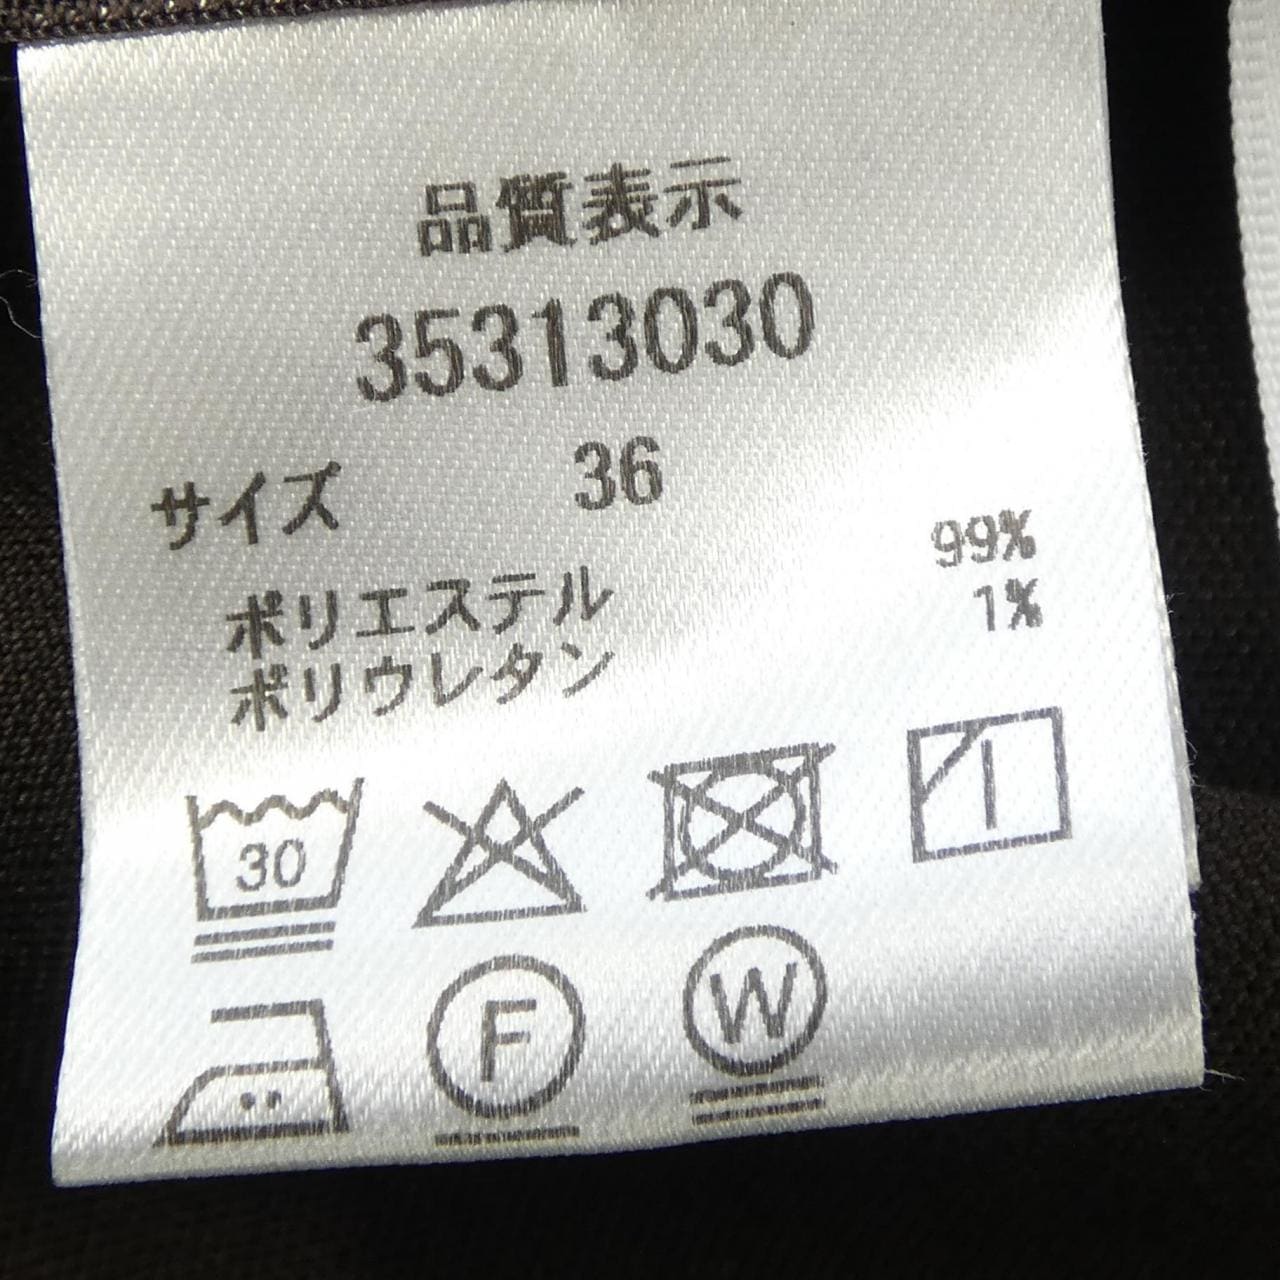 品質表示
35313030
サイズ 36
ポリエステル 99%
ポリウレタン 1%
30
F W